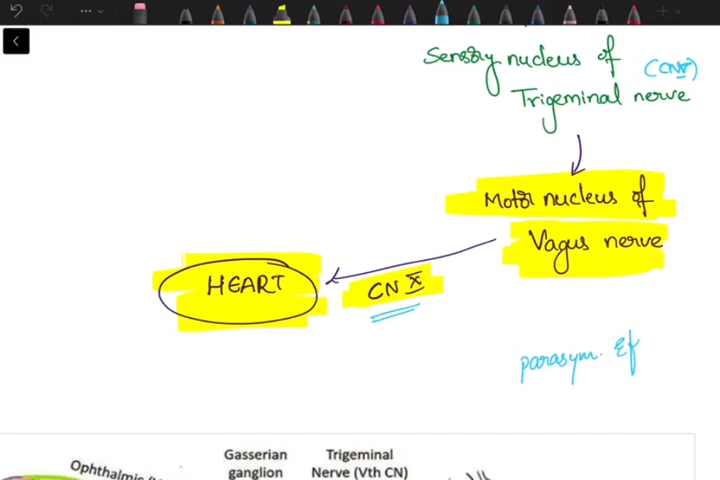 Sensory nucleus of
(CN V)
Trigeminal nerve
Motor nucleus of
Vagus nerve
HEART
CN X
parasym. Ef
Ophthalmic
Gasserian
ganglion
Trigeminal
Nerve (Vth CN)